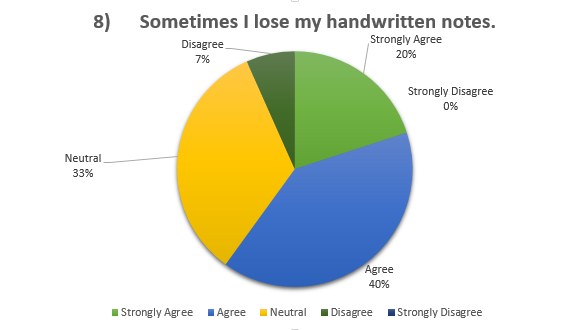 8) Sometimes I lose my handwritten notes.
Disagree
7%
Strongly Agree
20%
Strongly Disagree
0%
Neutral
33%
Agree
40%
Strongly Agree Agree Neutral Disagree Strongly Disagree